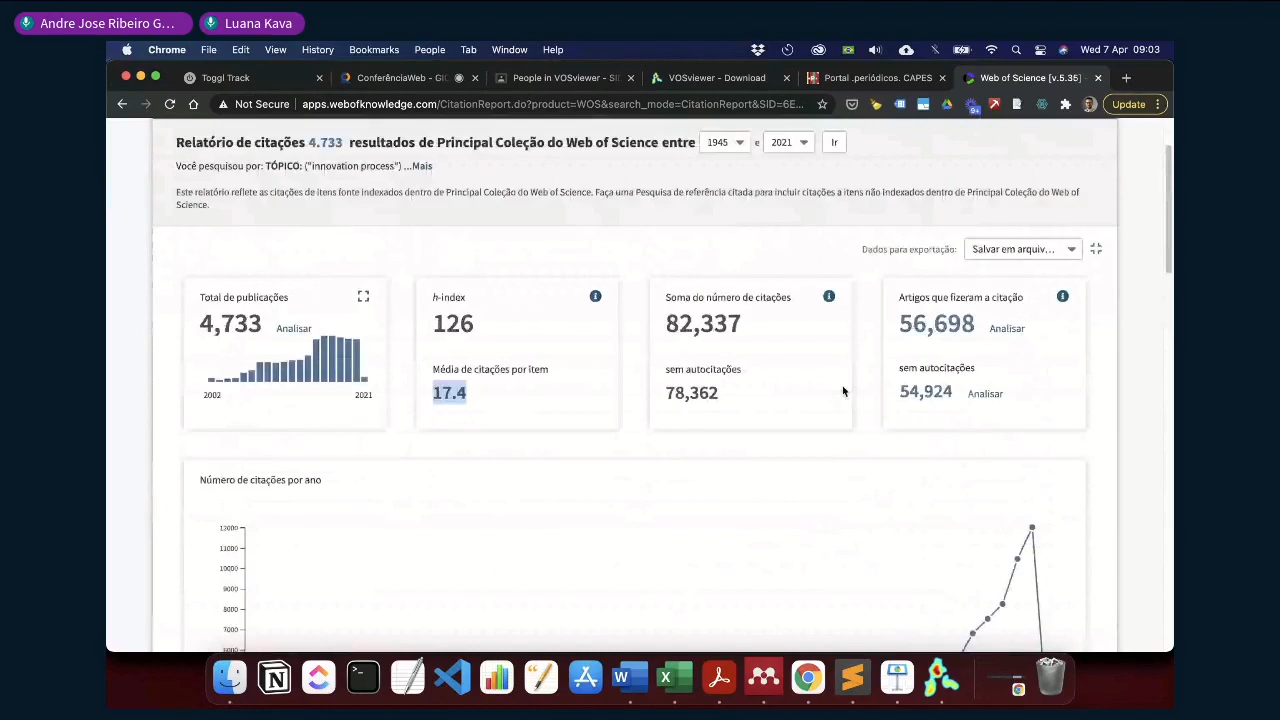 Andre Jose Ribeiro G...
Luana Kava
Chrome File Edit View History Bookmarks People Tab Window Help
Wed 7 Apr 09:03
Toggl Track
ConferênciaWeb - GI
People in VOSviewer - SI
VOSviewer - Download
Portal .periódicos. CAPES
Web of Science [v.5.35]
Not Secure apps.webofknowledge.com/CitationReport.do?product=WOS&search_mode=CitationReport&SID=6E...
9+
Update
Relatório de citações 4.733 resultados de Principal Coleção do Web of Science entre 1945 e 2021 Ir
Você pesquisou por: TÓPICO: ("innovation process") ...Mais
Este relatório reflete as citações de itens fonte indexados dentro de Principal Coleção do Web of Science. Faça uma Pesquisa de referência citada para incluir citações a itens não indexados dentro de Principal Coleção do Web of
Science.
Dados para exportação: Salvar em arquiv...
Total de publicações
4,733 Analisar
2002 2021
h-index
126
Média de citações por item
17.4
Soma do número de citações
82,337
sem autocitações
78,362
Artigos que fizeram a citação
56,698 Analisar
sem autocitações
54,924 Analisar
Número de citações por ano
12000
11000
10000
9000
8000
7000